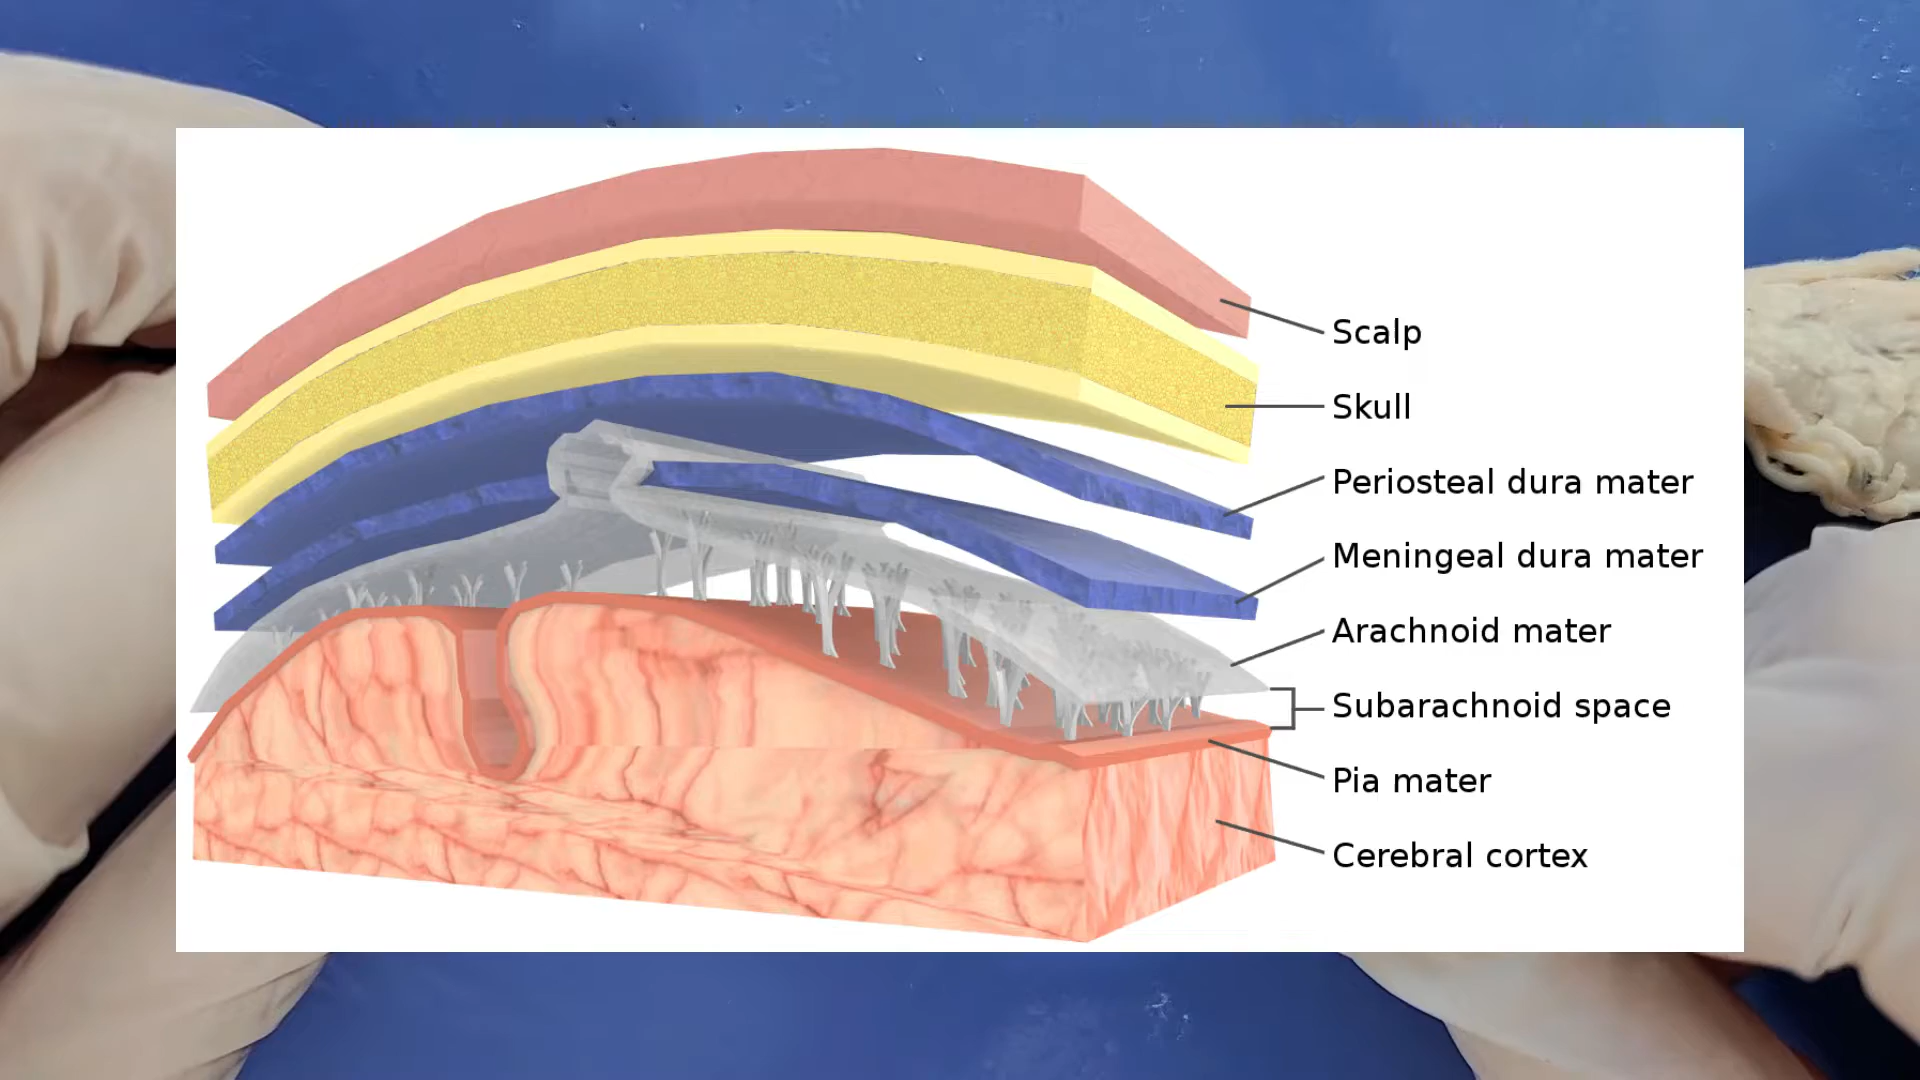 Scalp
Skull
Periosteal dura mater
Meningeal dura mater
Arachnoid mater
Subarachnoid space
Pia mater
Cerebral cortex